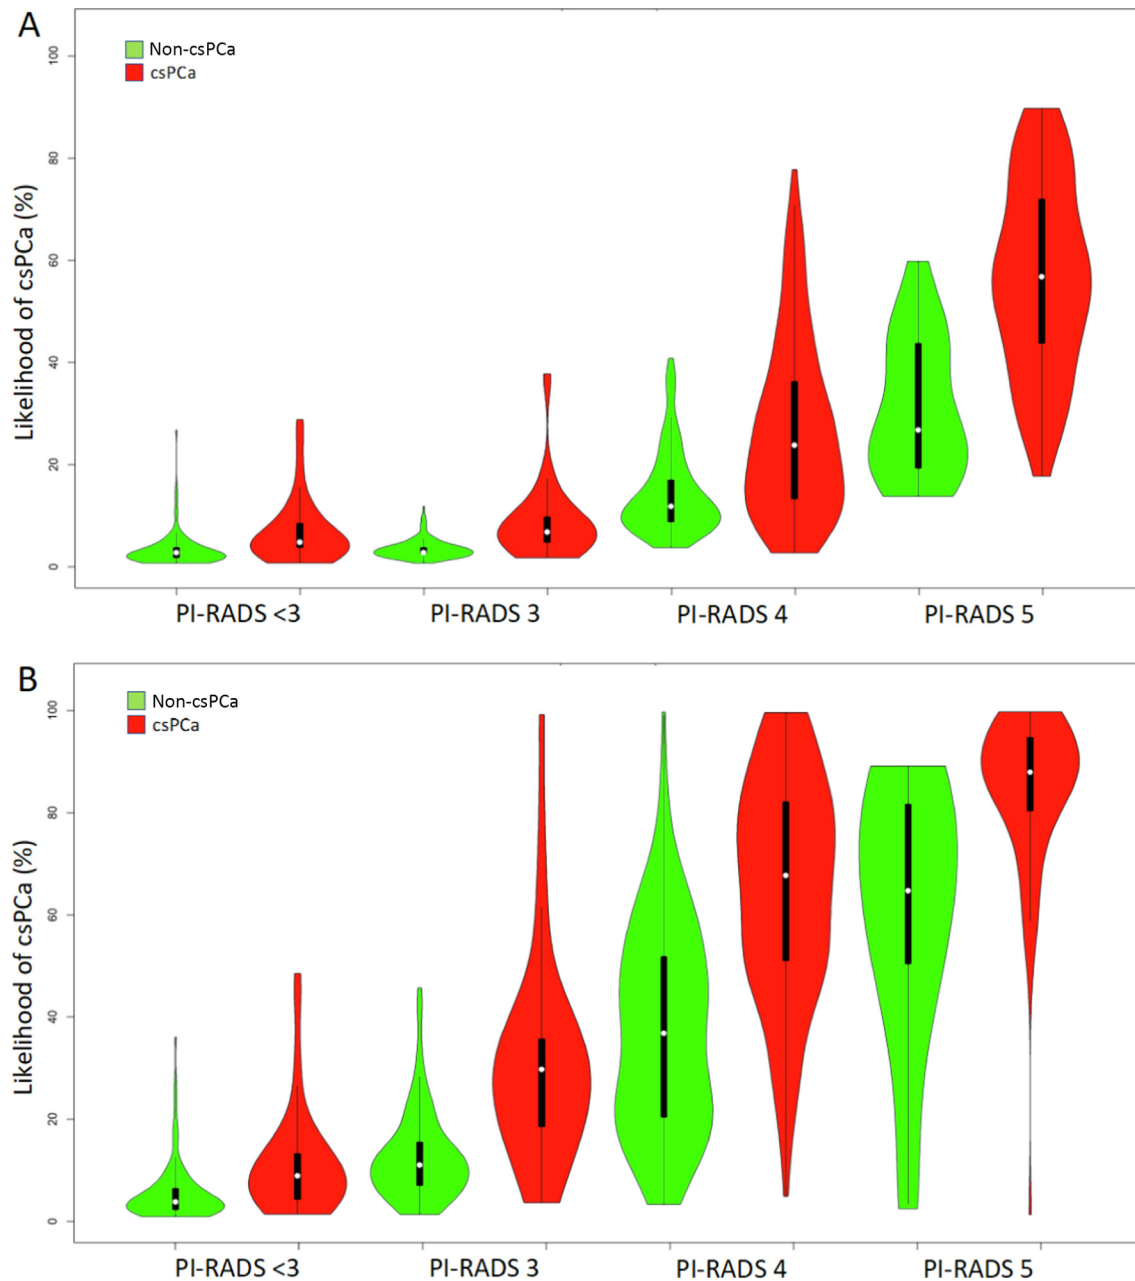 A
Non-csPCa
csPCa
Likelihood of csPCa (%)
100
80
60
40
20
0
PI-RADS <3 PI-RADS 3 PI-RADS 4 PI-RADS 5
B
Non-csPCa
csPCa
Likelihood of csPCa (%)
100
80
60
40
20
0
PI-RADS <3 PI-RADS 3 PI-RADS 4 PI-RADS 5